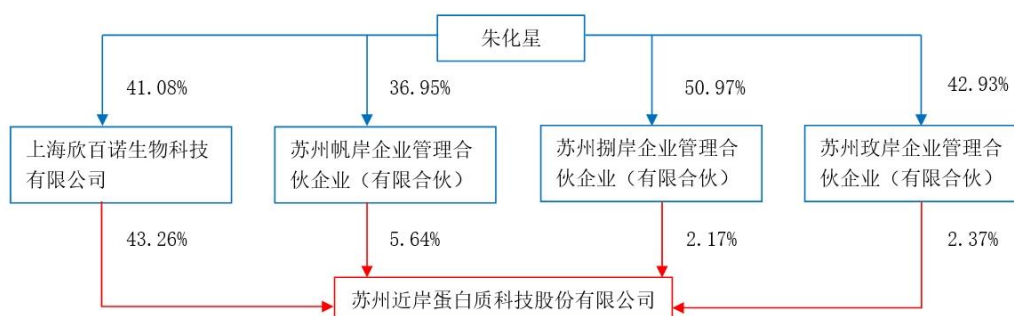 朱化星
41.08%
36.95%
50.97%
42.93%
上海欣百诺生物科技
有限公司
苏州帆岸企业管理合
伙企业（有限合伙）
苏州捌岸企业管理合
伙企业（有限合伙）
苏州玫岸企业管理合
伙企业（有限合伙）
43.26%
5.64%
2.17%
2.37%
苏州近岸蛋白质科技股份有限公司